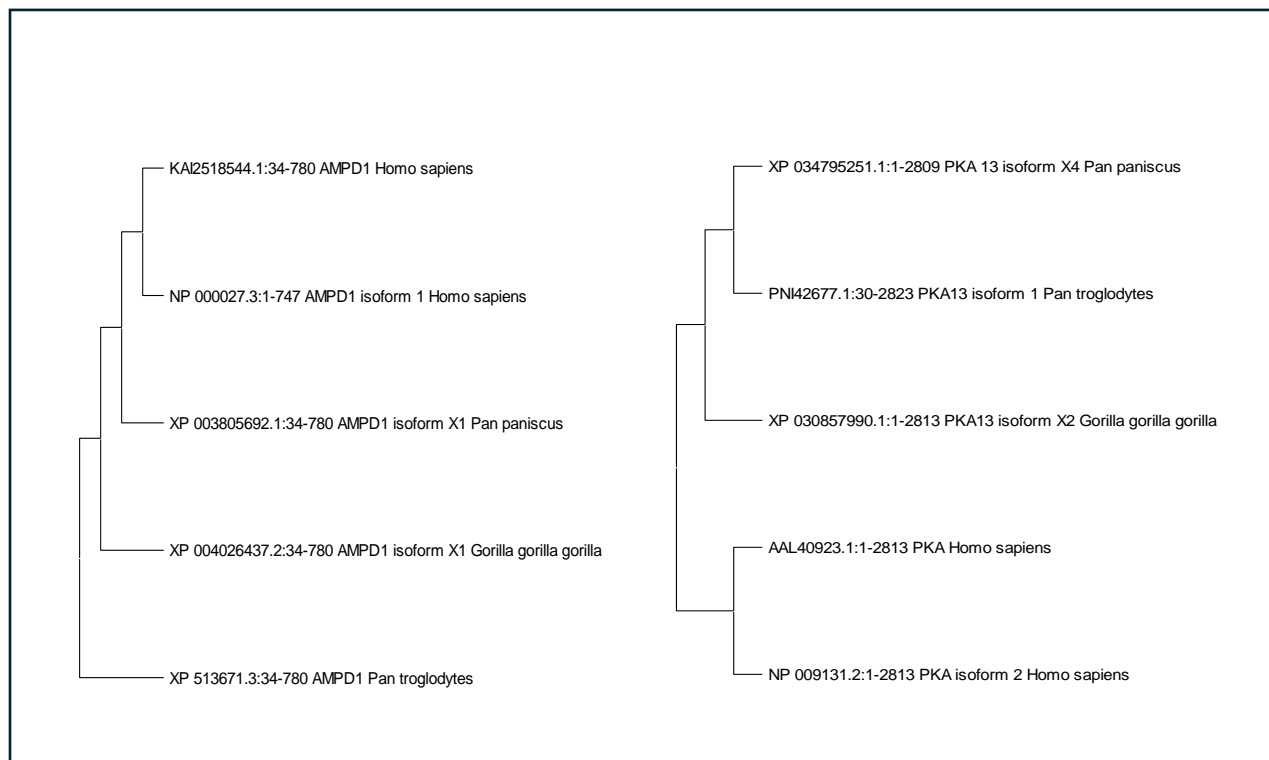 KAI2518544.1:34-780 AMPD1 Homo sapiens
NP 000027.3:1-747 AMPD1 isoform 1 Homo sapiens
XP 003805692.1:34-780 AMPD1 isoform X1 Pan paniscus
XP 004026437.2:34-780 AMPD1 isoform X1 Gorilla gorilla gorilla
XP 513671.3:34-780 AMPD1 Pan troglodytes
XP 034795251.1:1-2809 PKA 13 isoform X4 Pan paniscus
PNI42677.1:30-2823 PKA13 isoform 1 Pan troglodytes
XP 030857990.1:1-2813 PKA13 isoform X2 Gorilla gorilla gorilla
AAL40923.1:1-2813 PKA Homo sapiens
NP 009131.2:1-2813 PKA isoform 2 Homo sapiens